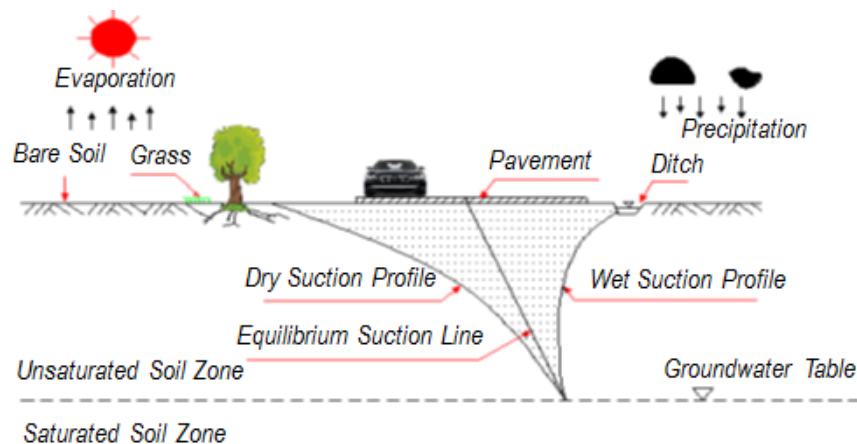 Evaporation
Precipitation
Bare Soil
Grass
Pavement
Ditch
Dry Suction Profile
Wet Suction Profile
Equilibrium Suction Line
Unsaturated Soil Zone
Groundwater Table
Saturated Soil Zone